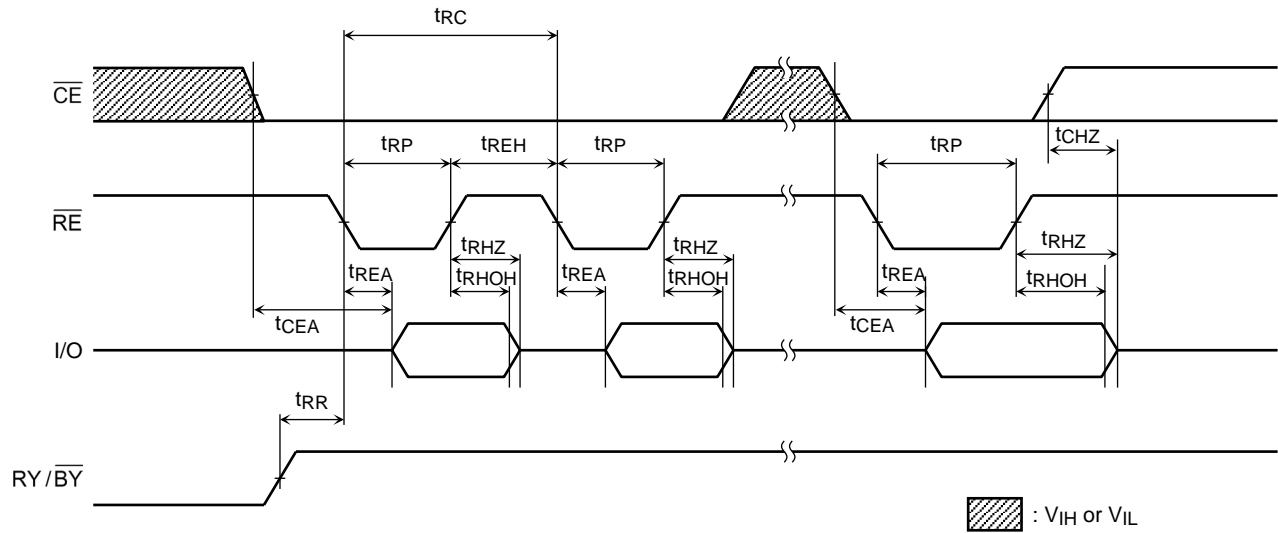 tRC
CE
tCHZ
tRP tREH tRP tRP
RE
tRHZ tRHZ tRHZ
tREA tRHOH tREA tRHOH tREA tRHOH
tCEA tCEA
I/O
tRR
RY/BY
: VIH or VIL